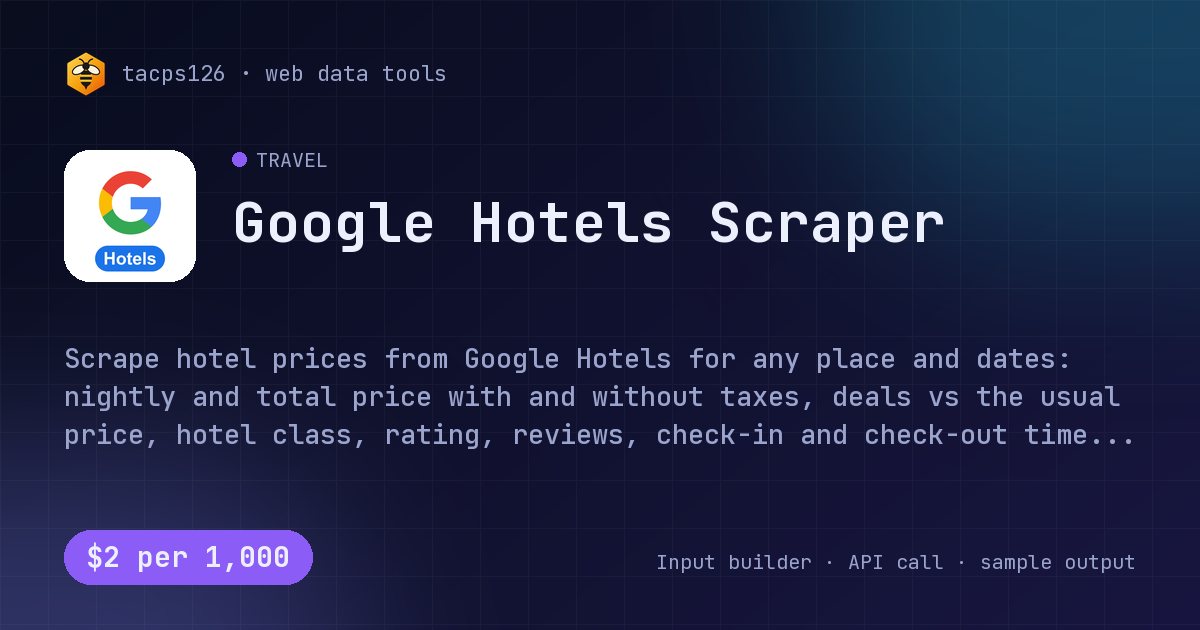 tacps126 · web data tools
TRAVEL
Google Hotels Scraper
G
Hotels
Scrape hotel prices from Google Hotels for any place and dates:
nightly and total price with and without taxes, deals vs the usual
price, hotel class, rating, reviews, check-in and check-out time...
$2 per 1,000
Input builder · API call · sample output